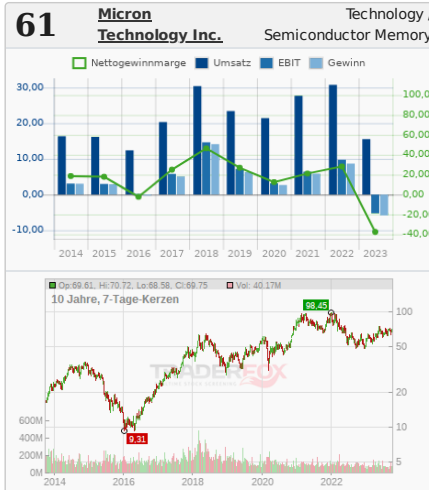 61
Micron
Technology Inc.
Technology /
Semiconductor Memory
Nettogewinnmarge Umsatz EBIT Gewinn
30,00
20,00
10,00
0,00
-10,00
100,0
80,00
60,00
40,00
20,00
0,00
-20,00
-40,00
2014 2015 2016 2017 2018 2019 2020 2021 2022 2023
Op:69.61, Hi:70.72, Lo:68.58, Cl:69.75 Vol: 40.17M
10 Jahre, 7-Tage-Kerzen
98,45
TRADERFOX
9,31
100
50
20
10
5
600M
400M
200M
0M
2014 2016 2018 2020 2022